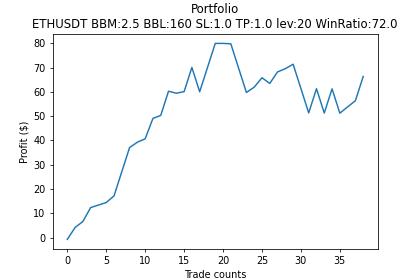 Portfolio
ETHUSDT BBM:2.5 BBL:160 SL:1.0 TP:1.0 lev:20 WinRatio:72.0
Profit ($)
80
70
60
50
40
30
20
10
0
0 5 10 15 20 25 30 35
Trade counts